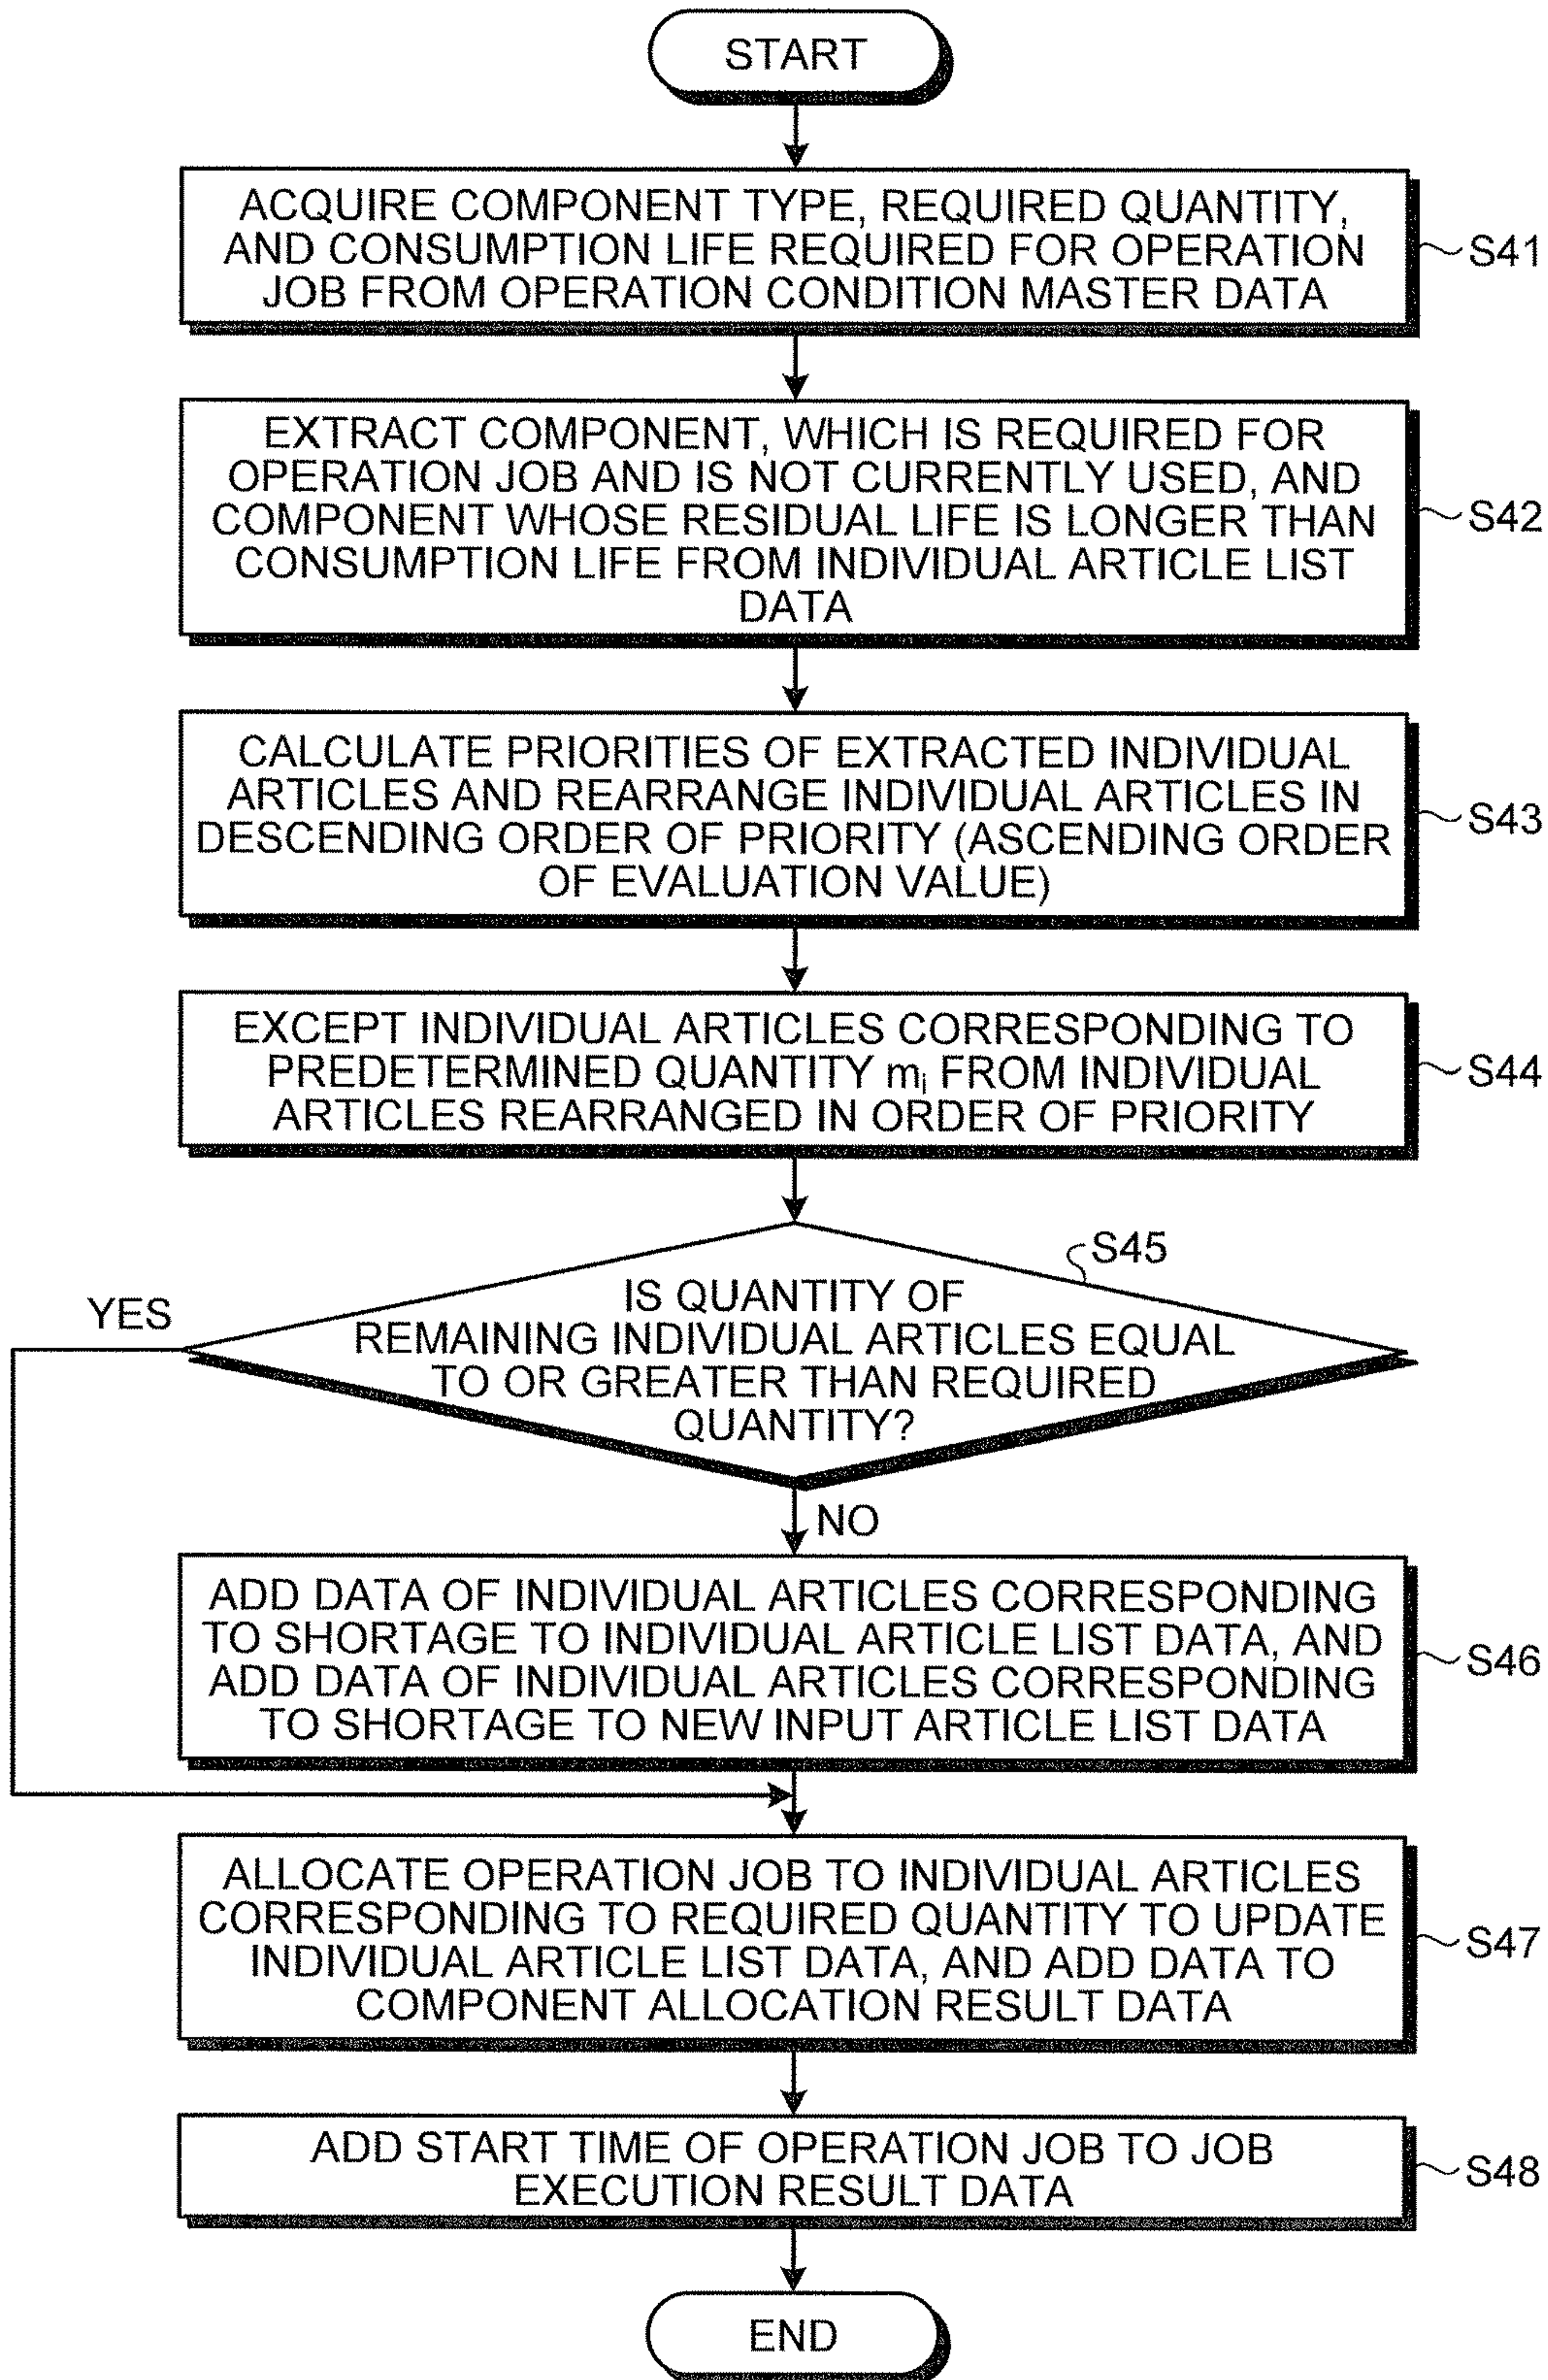 START
ACQUIRE COMPONENT TYPE, REQUIRED QUANTITY,
AND CONSUMPTION LIFE REQUIRED FOR OPERATION
JOB FROM OPERATION CONDITION MASTER DATA
S41
EXTRACT COMPONENT, WHICH IS REQUIRED FOR
OPERATION JOB AND IS NOT CURRENTLY USED, AND
COMPONENT WHOSE RESIDUAL LIFE IS LONGER THAN
CONSUMPTION LIFE FROM INDIVIDUAL ARTICLE LIST
DATA
S42
CALCULATE PRIORITIES OF EXTRACTED INDIVIDUAL
ARTICLES AND REARRANGE INDIVIDUAL ARTICLES IN
DESCENDING ORDER OF PRIORITY (ASCENDING ORDER
OF EVALUATION VALUE)
S43
EXCEPT INDIVIDUAL ARTICLES CORRESPONDING TO
PREDETERMINED QUANTITY mi FROM INDIVIDUAL
ARTICLES REARRANGED IN ORDER OF PRIORITY
S44
S45
YES
IS QUANTITY OF
REMAINING INDIVIDUAL ARTICLES EQUAL
TO OR GREATER THAN REQUIRED
QUANTITY?
NO
ADD DATA OF INDIVIDUAL ARTICLES CORRESPONDING
TO SHORTAGE TO INDIVIDUAL ARTICLE LIST DATA, AND
ADD DATA OF INDIVIDUAL ARTICLES CORRESPONDING
TO SHORTAGE TO NEW INPUT ARTICLE LIST DATA
S46
ALLOCATE OPERATION JOB TO INDIVIDUAL ARTICLES
CORRESPONDING TO REQUIRED QUANTITY TO UPDATE
INDIVIDUAL ARTICLE LIST DATA, AND ADD DATA TO
COMPONENT ALLOCATION RESULT DATA
S47
ADD START TIME OF OPERATION JOB TO JOB
EXECUTION RESULT DATA
S48
END